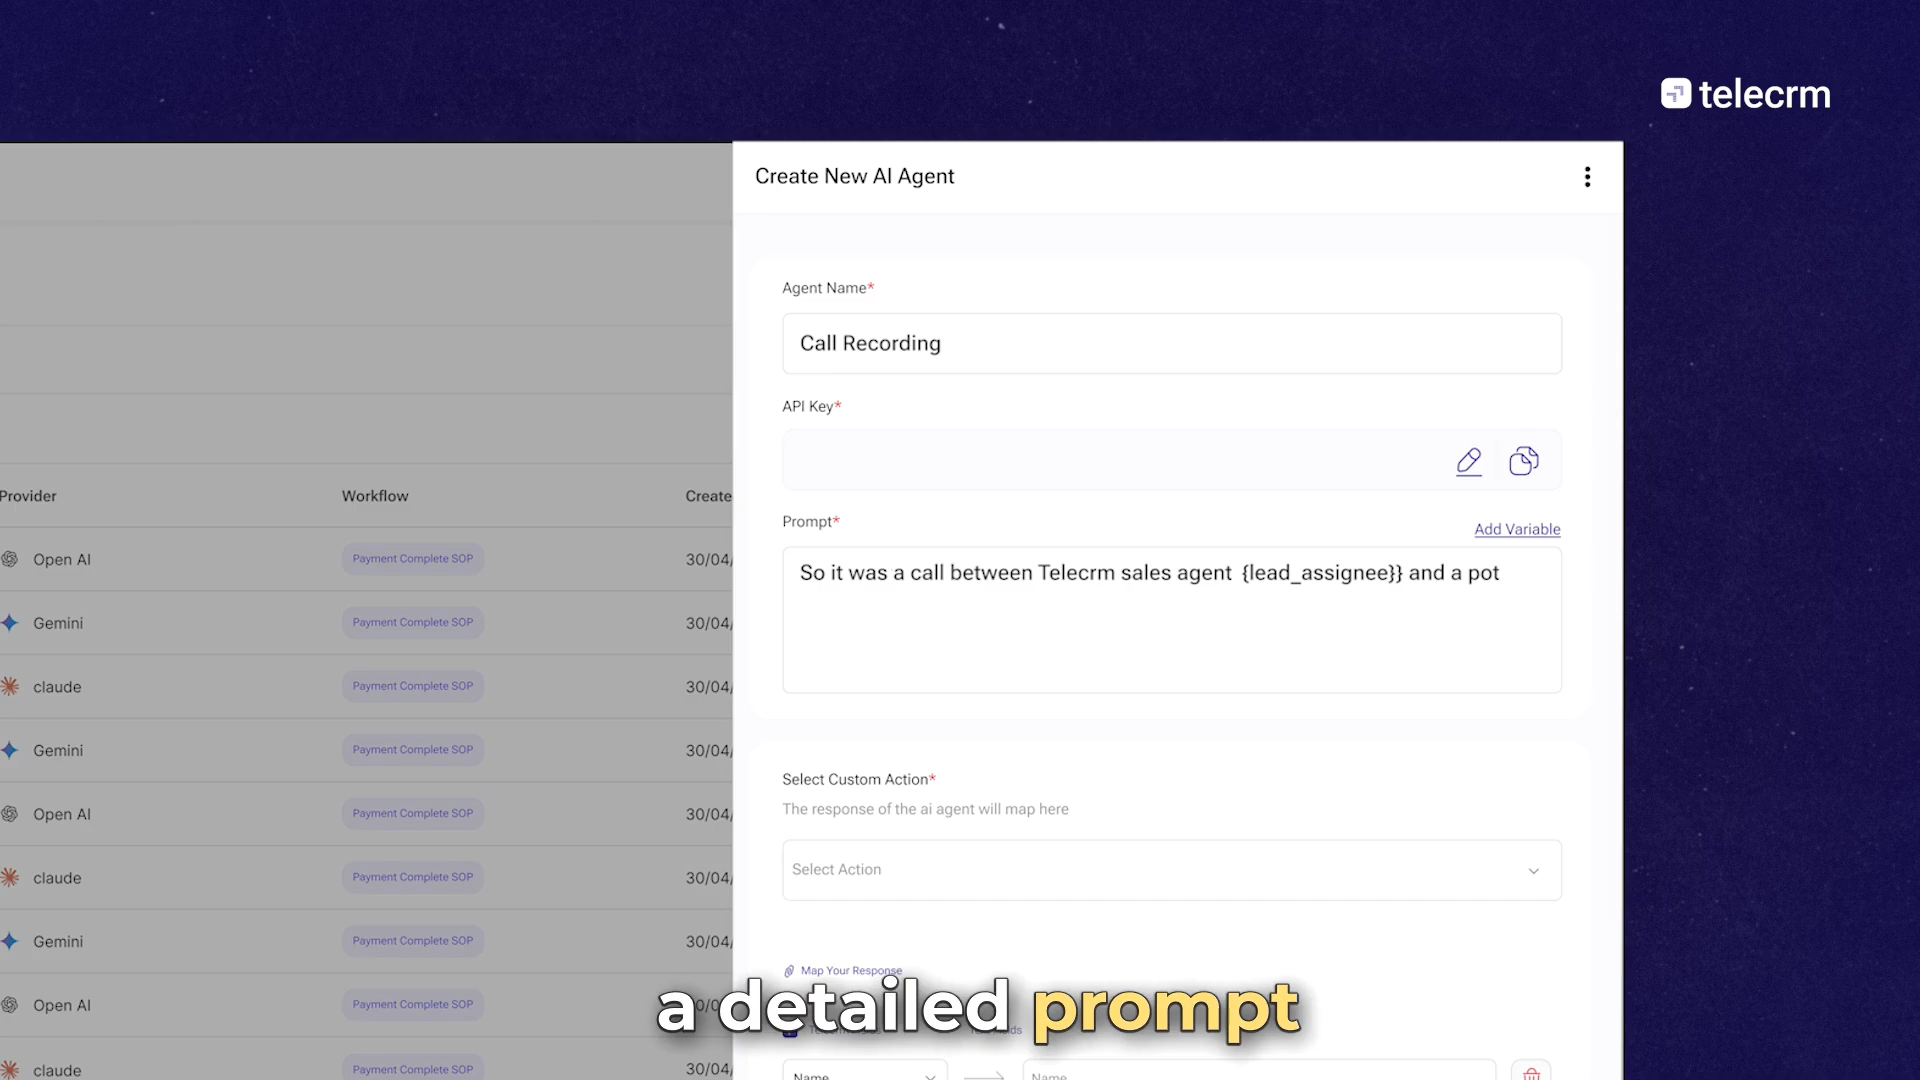 telecrm
Create New AI Agent
Agent Name*
Call Recording
API Key*
Prompt*
Add Variable
So it was a call between Telecrm sales agent {lead_assignee}} and a pot
Select Custom Action*
The response of the ai agent will map here
Select Action
Map Your Response
Name
Name
Provider Workflow Create
Open AI Payment Complete SOP 30/04/
Gemini Payment Complete SOP 30/04/
claude Payment Complete SOP 30/04/
Gemini Payment Complete SOP 30/04/
Open AI Payment Complete SOP 30/04/
claude Payment Complete SOP 30/04/
Gemini Payment Complete SOP 30/04/
Open AI Payment Complete SOP
claude Payment Complete SOP 30/04/
a detailed prompt